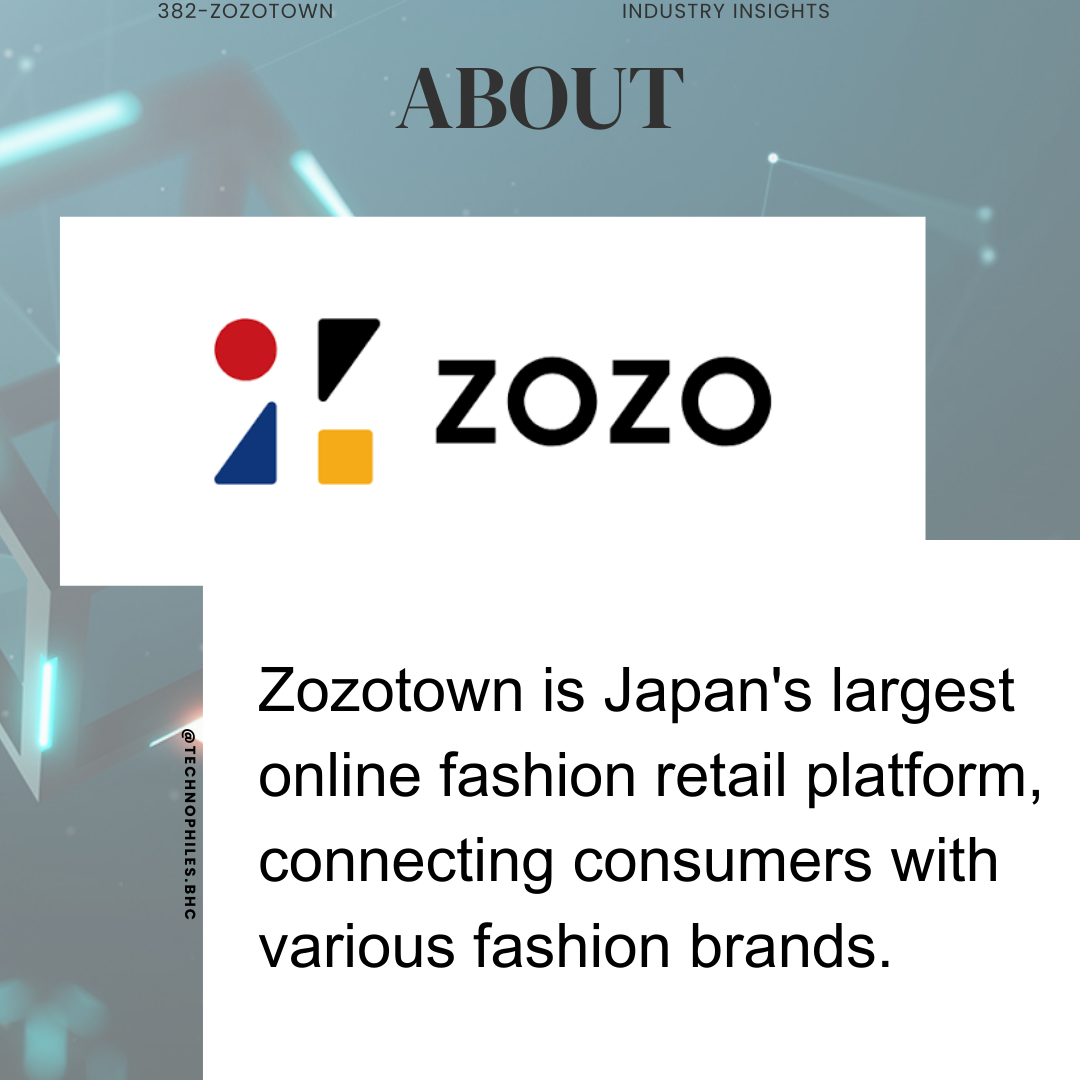 382-ZOZOTOWN
INDUSTRY INSIGHTS
ABOUT
ZOZO
@TECHNOPHILES.BHC
Zozotown is Japan's largest
online fashion retail platform,
connecting consumers with
various fashion brands.